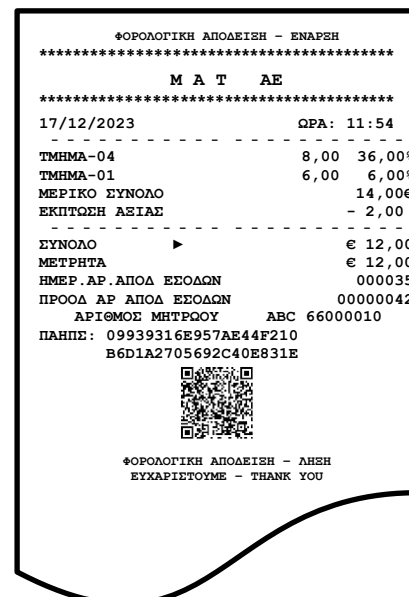 ΦΟΡΟΛΟΓΙΚΗ ΑΠΟΔΕΙΞΗ – ΕΝΑΡΞΗ
******************************************
Μ Α Τ ΑΕ
******************************************
17/12/2023 ΩΡΑ: 11:54
- - - - - - - - - - - - - - - - - - - - -
ΤΜΗΜΑ-04 8,00 36,00%
ΤΜΗΜΑ-01 6,00 6,00%
ΜΕΡΙΚΟ ΣΥΝΟΛΟ 14,00€
ΕΚΠΤΩΣΗ ΑΞΙΑΣ - 2,00
- - - - - - - - - - - - - - - - - - - - -
ΣΥΝΟΛΟ ► € 12,00
ΜΕΤΡΗΤΑ € 12,00
ΗΜΕΡ.ΑΡ.ΑΠΟΔ ΕΣΟΔΩΝ 000035
ΠΡΟΟΔ ΑΡ ΑΠΟΔ ΕΣΟΔΩΝ 00000042
ΑΡΙΘΜΟΣ ΜΗΤΡΩΟΥ ABC 66000010
ΠΑΗΠΣ: 09939316E957AE44F210
B6D1A2705692C40E831E
ΦΟΡΟΛΟΓΙΚΗ ΑΠΟΔΕΙΞΗ – ΛΗΞΗ
ΕΥΧΑΡΙΣΤΟΥΜΕ – THANK YOU